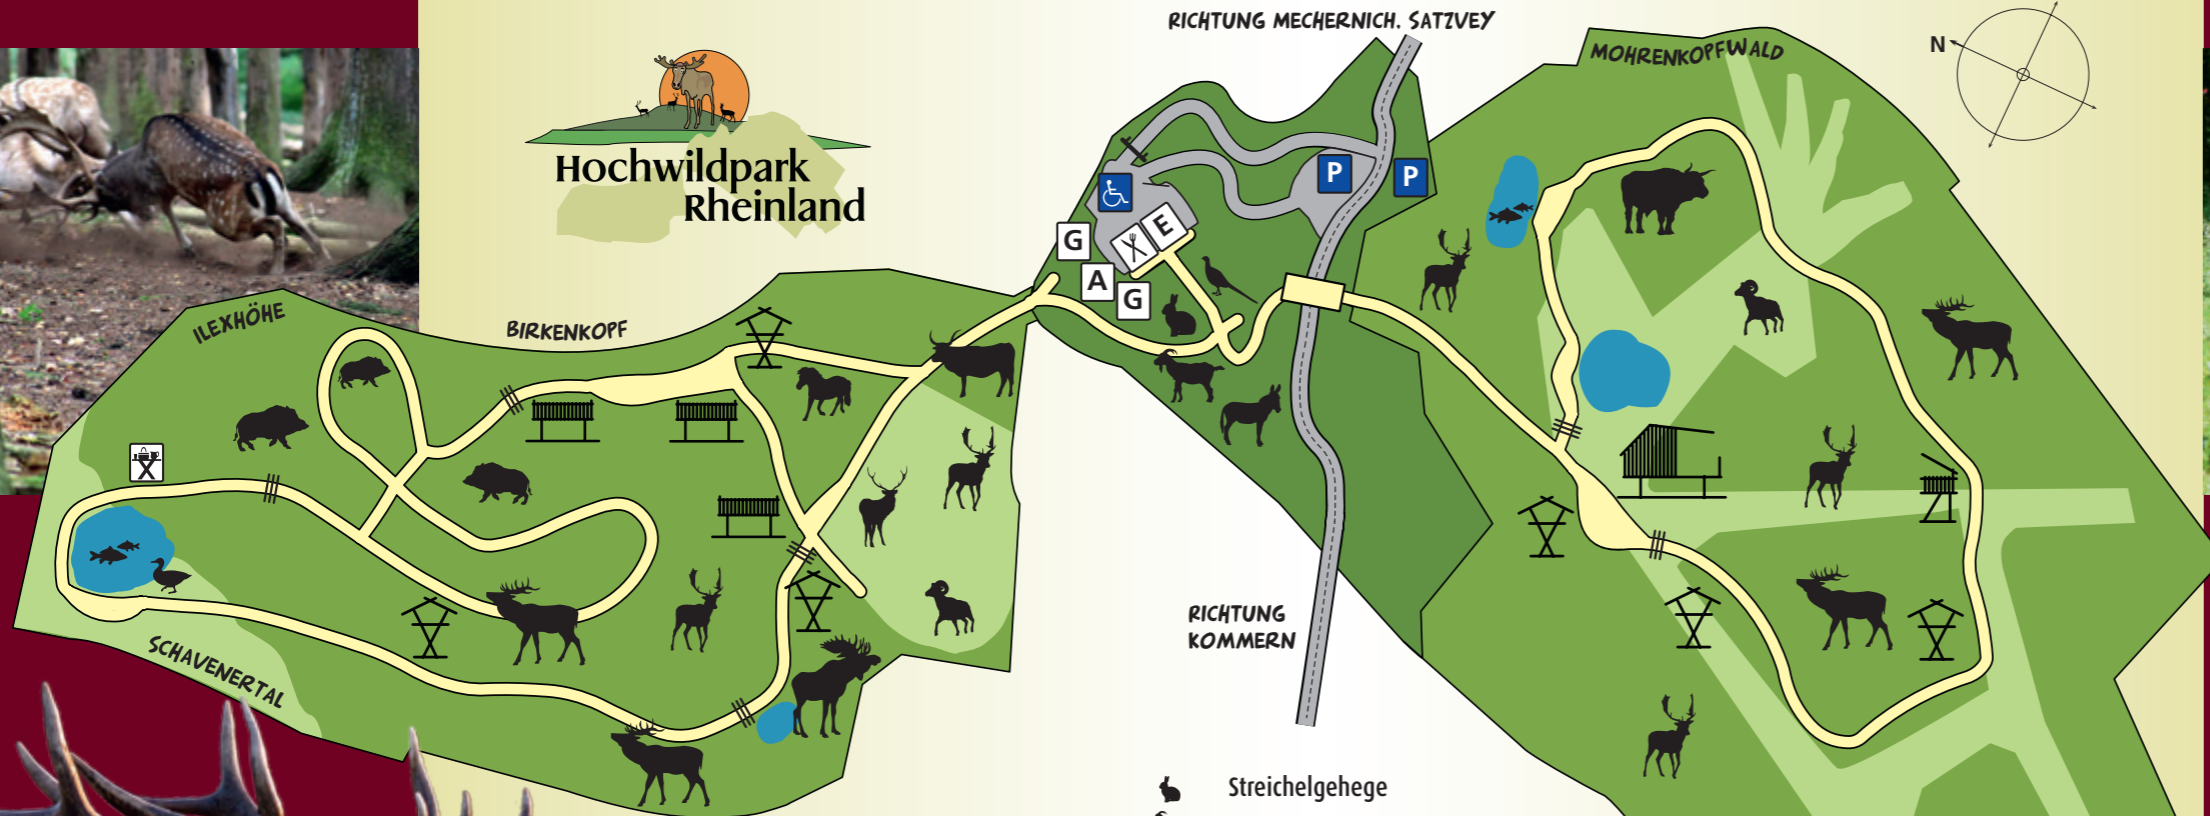 RICHTUNG MECHERNICH, SATZVEY
MOHRENKOPFWALD
N
Hochwildpark
Rheinland
P
P
E
G
A
G
ILEXHÖHE
BIRKENKOPF
SCHAVENERTAL
RICHTUNG
KOMMERN
Streichelgehege